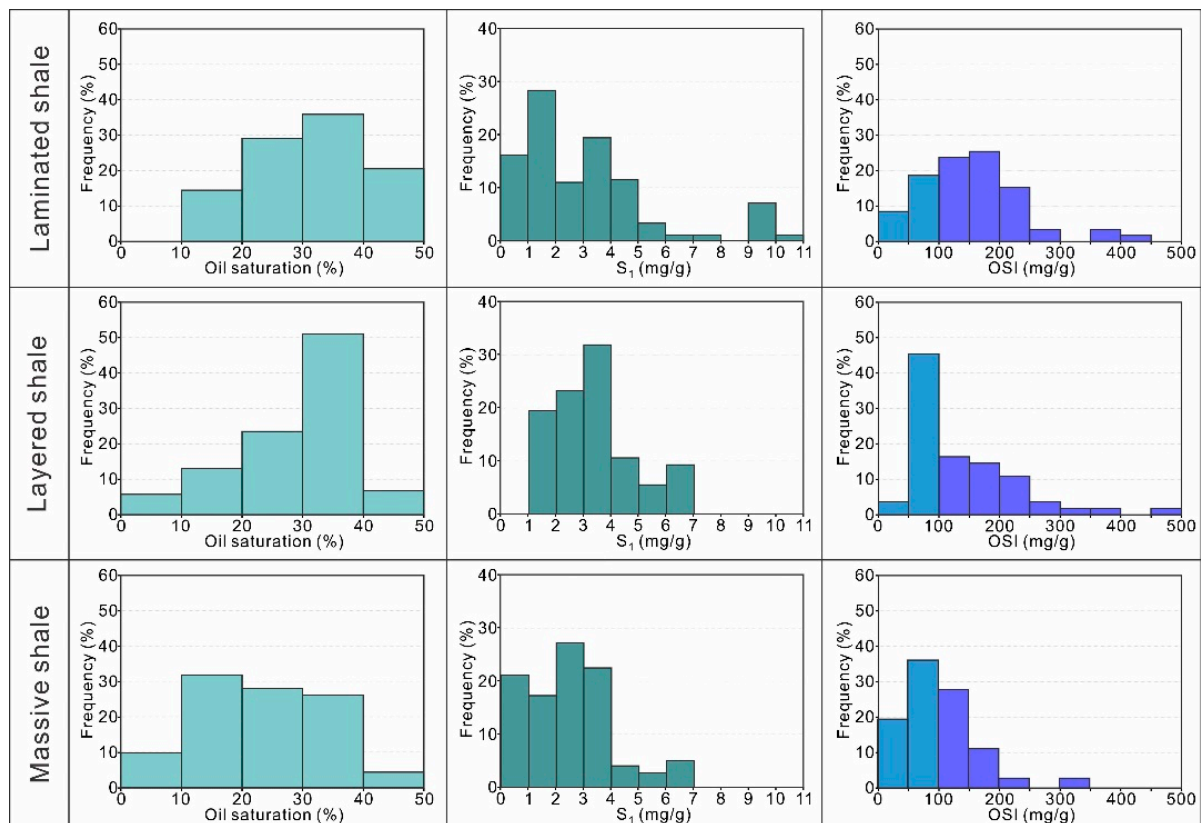 Laminated shale
Frequency (%)
60
50
40
30
20
10
0
0 10 20 30 40 50
Oil saturation (%)
Frequency (%)
40
30
20
10
0
0 1 2 3 4 5 6 7 8 9 10 11
S₁ (mg/g)
Frequency (%)
60
50
40
30
20
10
0
0 100 200 300 400 500
OSI (mg/g)
Layered shale
Frequency (%)
60
50
40
30
20
10
0
0 10 20 30 40 50
Oil saturation (%)
Frequency (%)
40
30
20
10
0
0 1 2 3 4 5 6 7 8 9 10 11
S₁ (mg/g)
Frequency (%)
60
50
40
30
20
10
0
0 100 200 300 400 500
OSI (mg/g)
Massive shale
Frequency (%)
60
50
40
30
20
10
0
0 10 20 30 40 50
Oil saturation (%)
Frequency (%)
40
30
20
10
0
0 1 2 3 4 5 6 7 8 9 10 11
S₁ (mg/g)
Frequency (%)
60
50
40
30
20
10
0
0 100 200 300 400 500
OSI (mg/g)